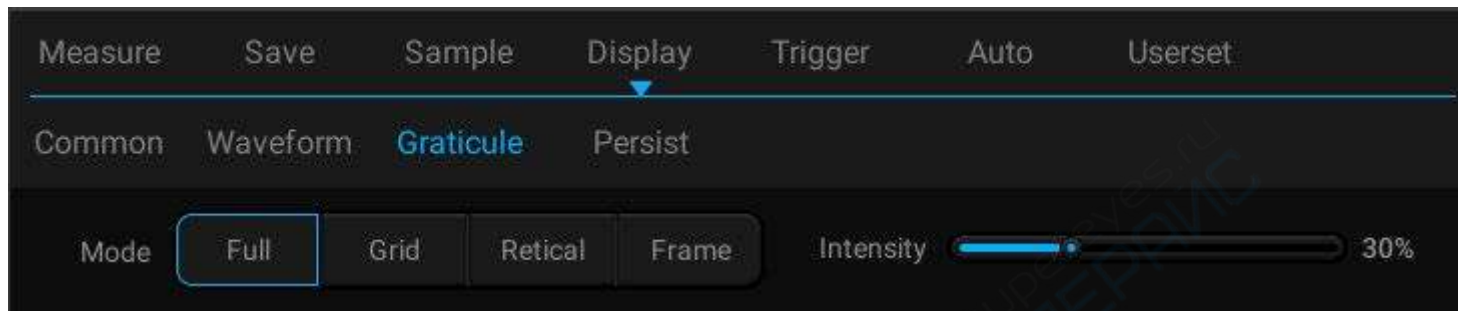 Measure Save Sample Display Trigger Auto Userset
Common Waveform Graticule Persist
Mode Full Grid Retical Frame Intensity 30%